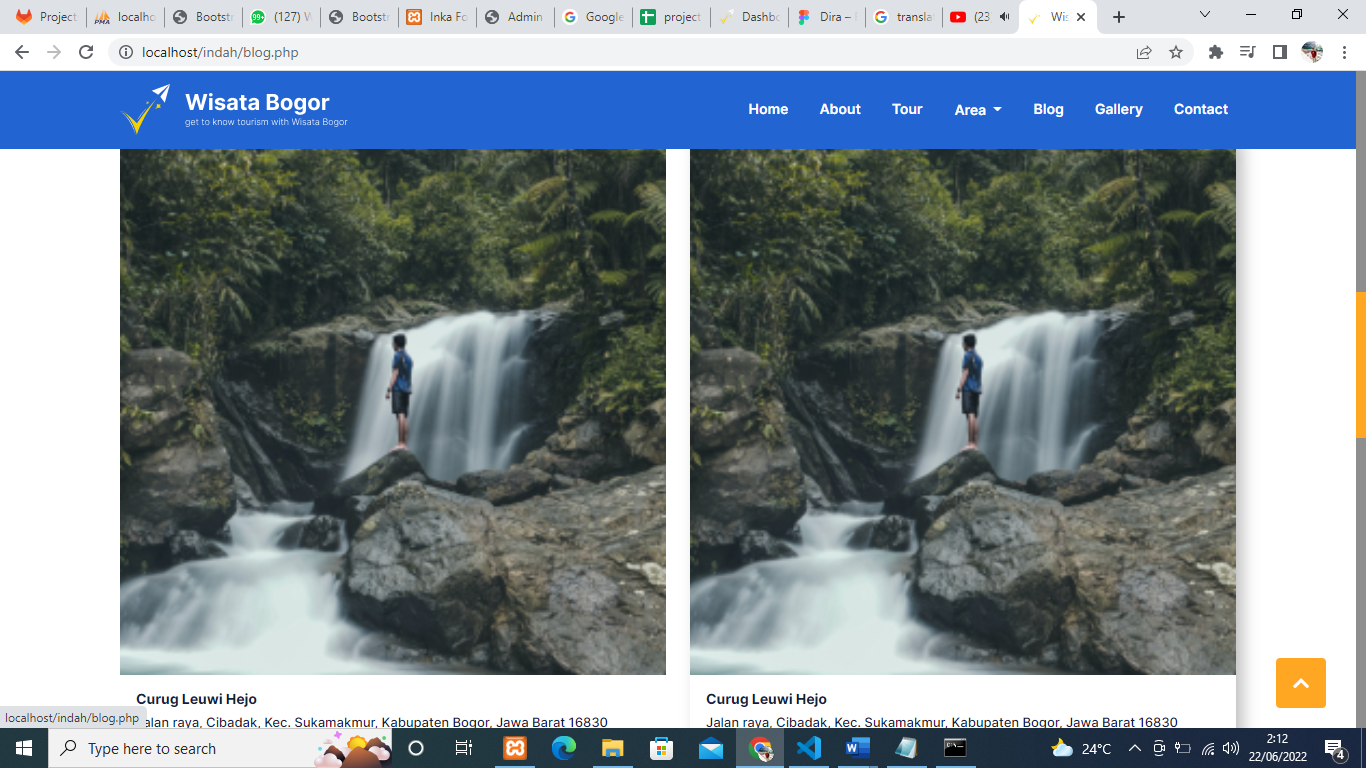 Project
localho
Bootstr
(127) W
Bootstr
Inka Fo
Admin
Google
project
Dashbo
Dira –
translat
(23
Wis
localhost/indah/blog.php
Wisata Bogor
get to know tourism with Wisata Bogor
Home About Tour Area Blog Gallery Contact
Curug Leuwi Hejo
Jalan raya, Cibadak, Kec. Sukamakmur, Kabupaten Bogor, Jawa Barat 16830
Curug Leuwi Hejo
Jalan raya, Cibadak, Kec. Sukamakmur, Kabupaten Bogor, Jawa Barat 16830
localhost/indah/blog.php
Type here to search
24°C
2:12
22/06/2022
4